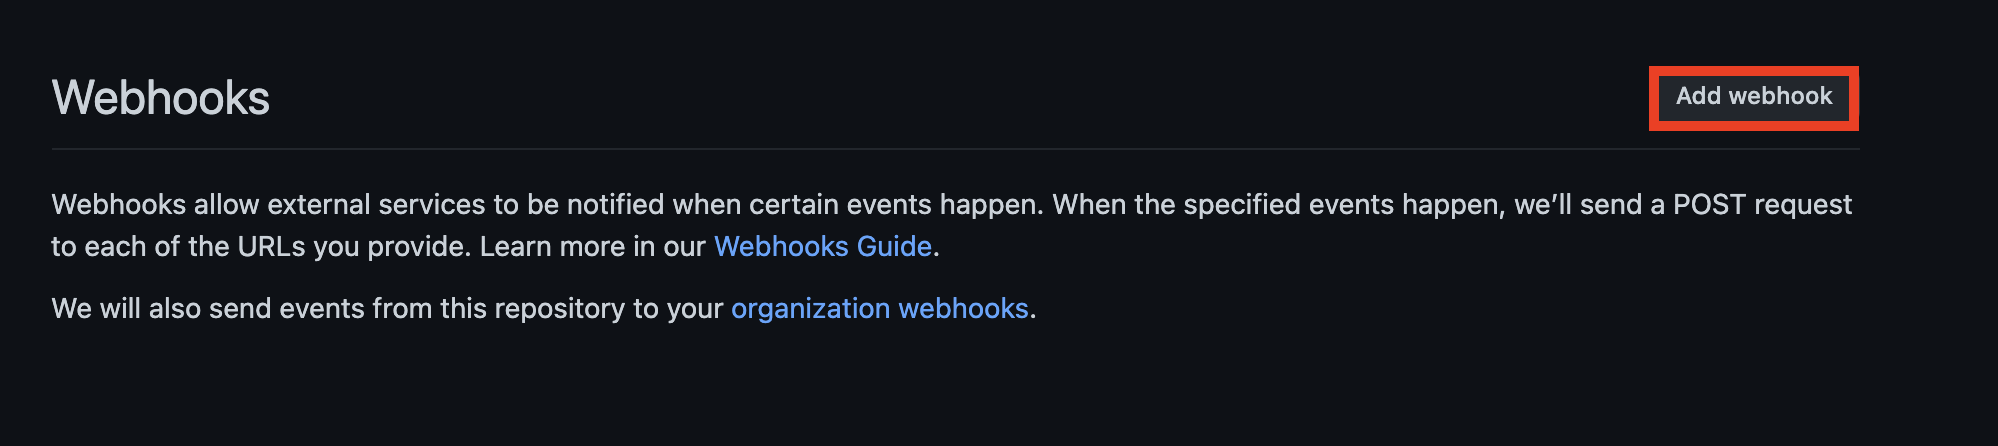 Webhooks
Add webhook
Webhooks allow external services to be notified when certain events happen. When the specified events happen, we’ll send a POST request
to each of the URLs you provide. Learn more in our Webhooks Guide.
We will also send events from this repository to your organization webhooks.